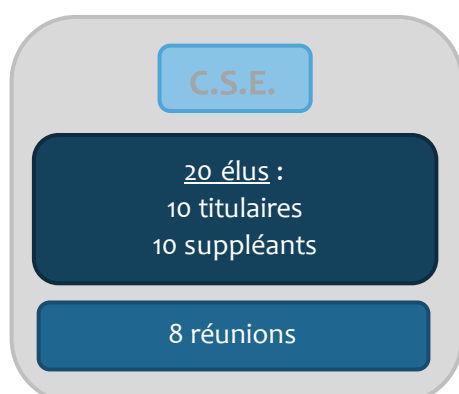 C.S.E.
20 élus :
10 titulaires
10 suppléants
8 réunions